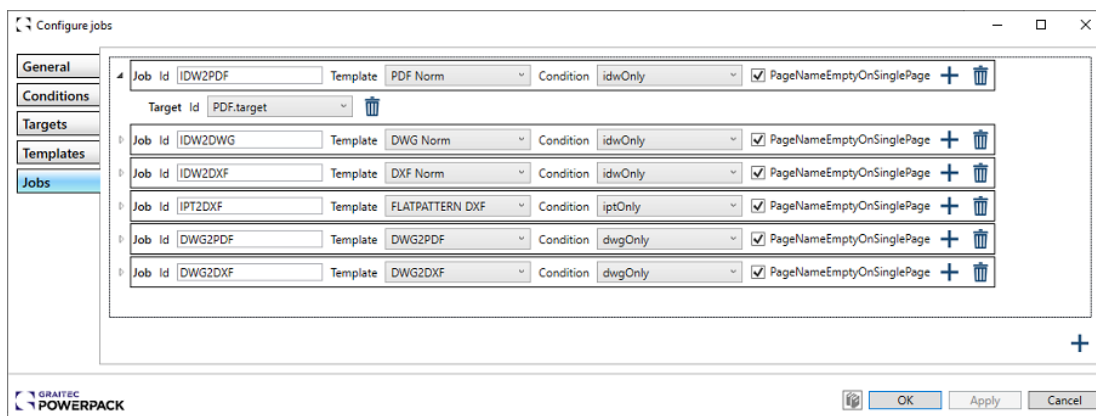 Configure jobs
General
Conditions
Targets
Templates
Jobs
Job Id IDW2PDF Template PDF Norm Condition idwOnly PageNameEmptyOnSinglePage
Target Id PDF.target
Job Id IDW2DWG Template DWG Norm Condition idwOnly PageNameEmptyOnSinglePage
Job Id IDW2DXF Template DXF Norm Condition idwOnly PageNameEmptyOnSinglePage
Job Id IPT2DXF Template FLATPATTERN DXF Condition iptOnly PageNameEmptyOnSinglePage
Job Id DWG2PDF Template DWG2PDF Condition dwgOnly PageNameEmptyOnSinglePage
Job Id DWG2DXF Template DWG2DXF Condition dwgOnly PageNameEmptyOnSinglePage
GRAITEC
POWERPACK
OK Apply Cancel